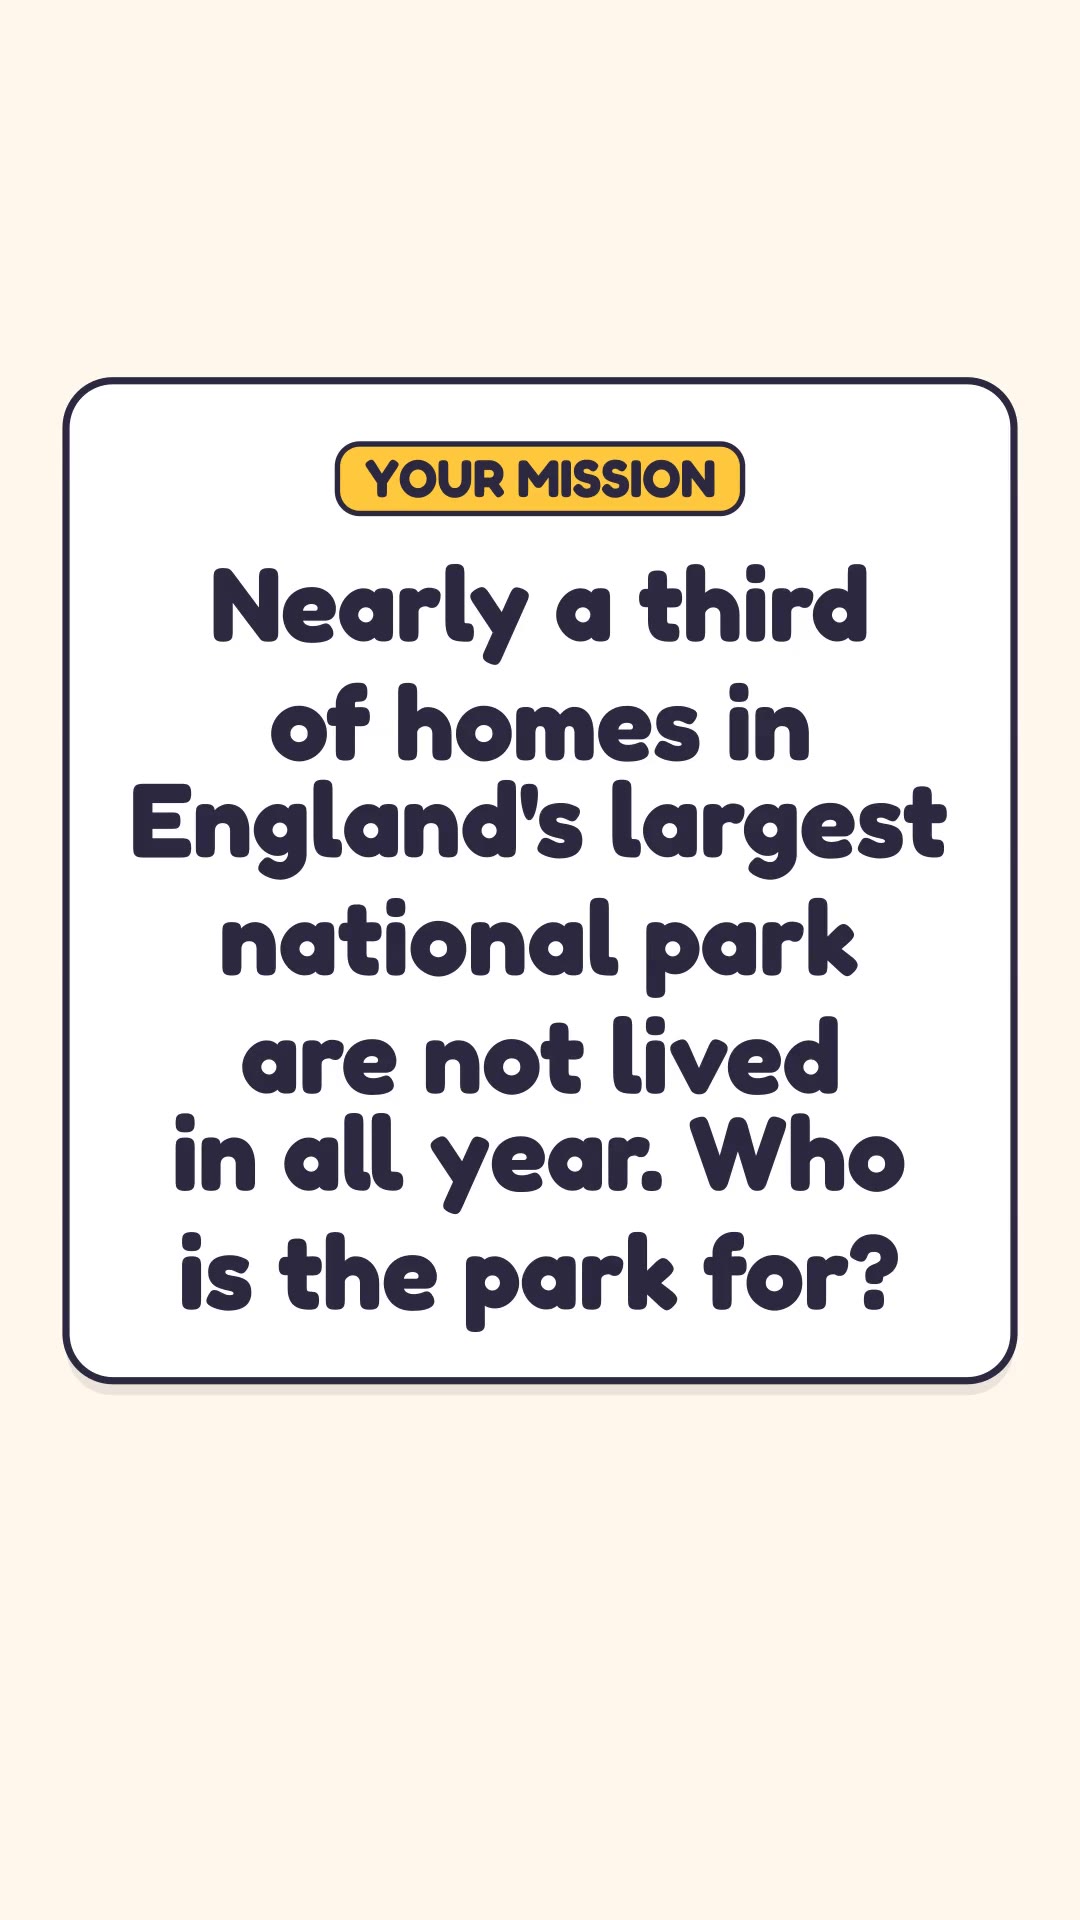 YOUR MISSION
Nearly a third
of homes in
England's largest
national park
are not lived
in all year. Who
is the park for?